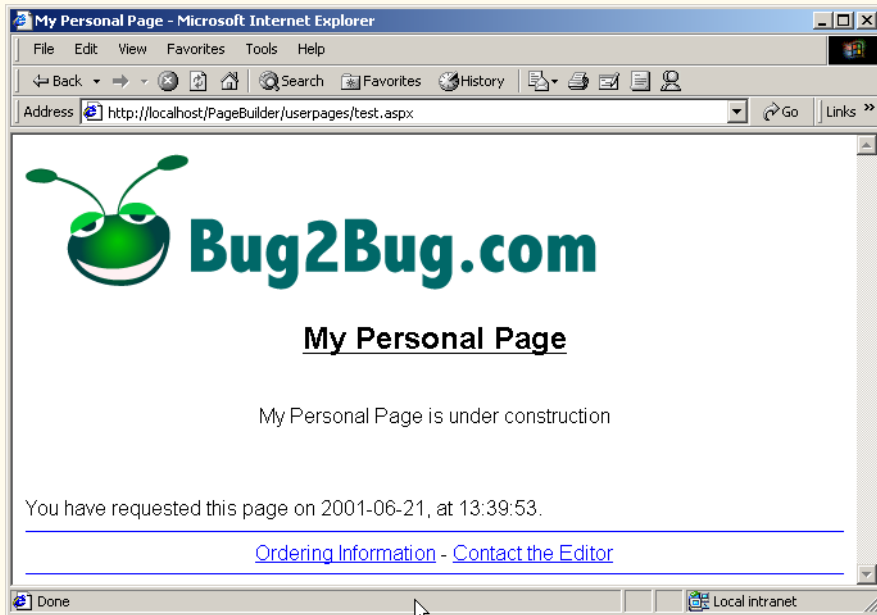 My Personal Page - Microsoft Internet Explorer
File Edit View Favorites Tools Help
Back Search Favorites History
Address http://localhost/PageBuilder/userpages/test.aspx Go Links »
Bug2Bug.com
My Personal Page
My Personal Page is under construction
You have requested this page on 2001-06-21, at 13:39:53.
Ordering Information - Contact the Editor
Done Local intranet